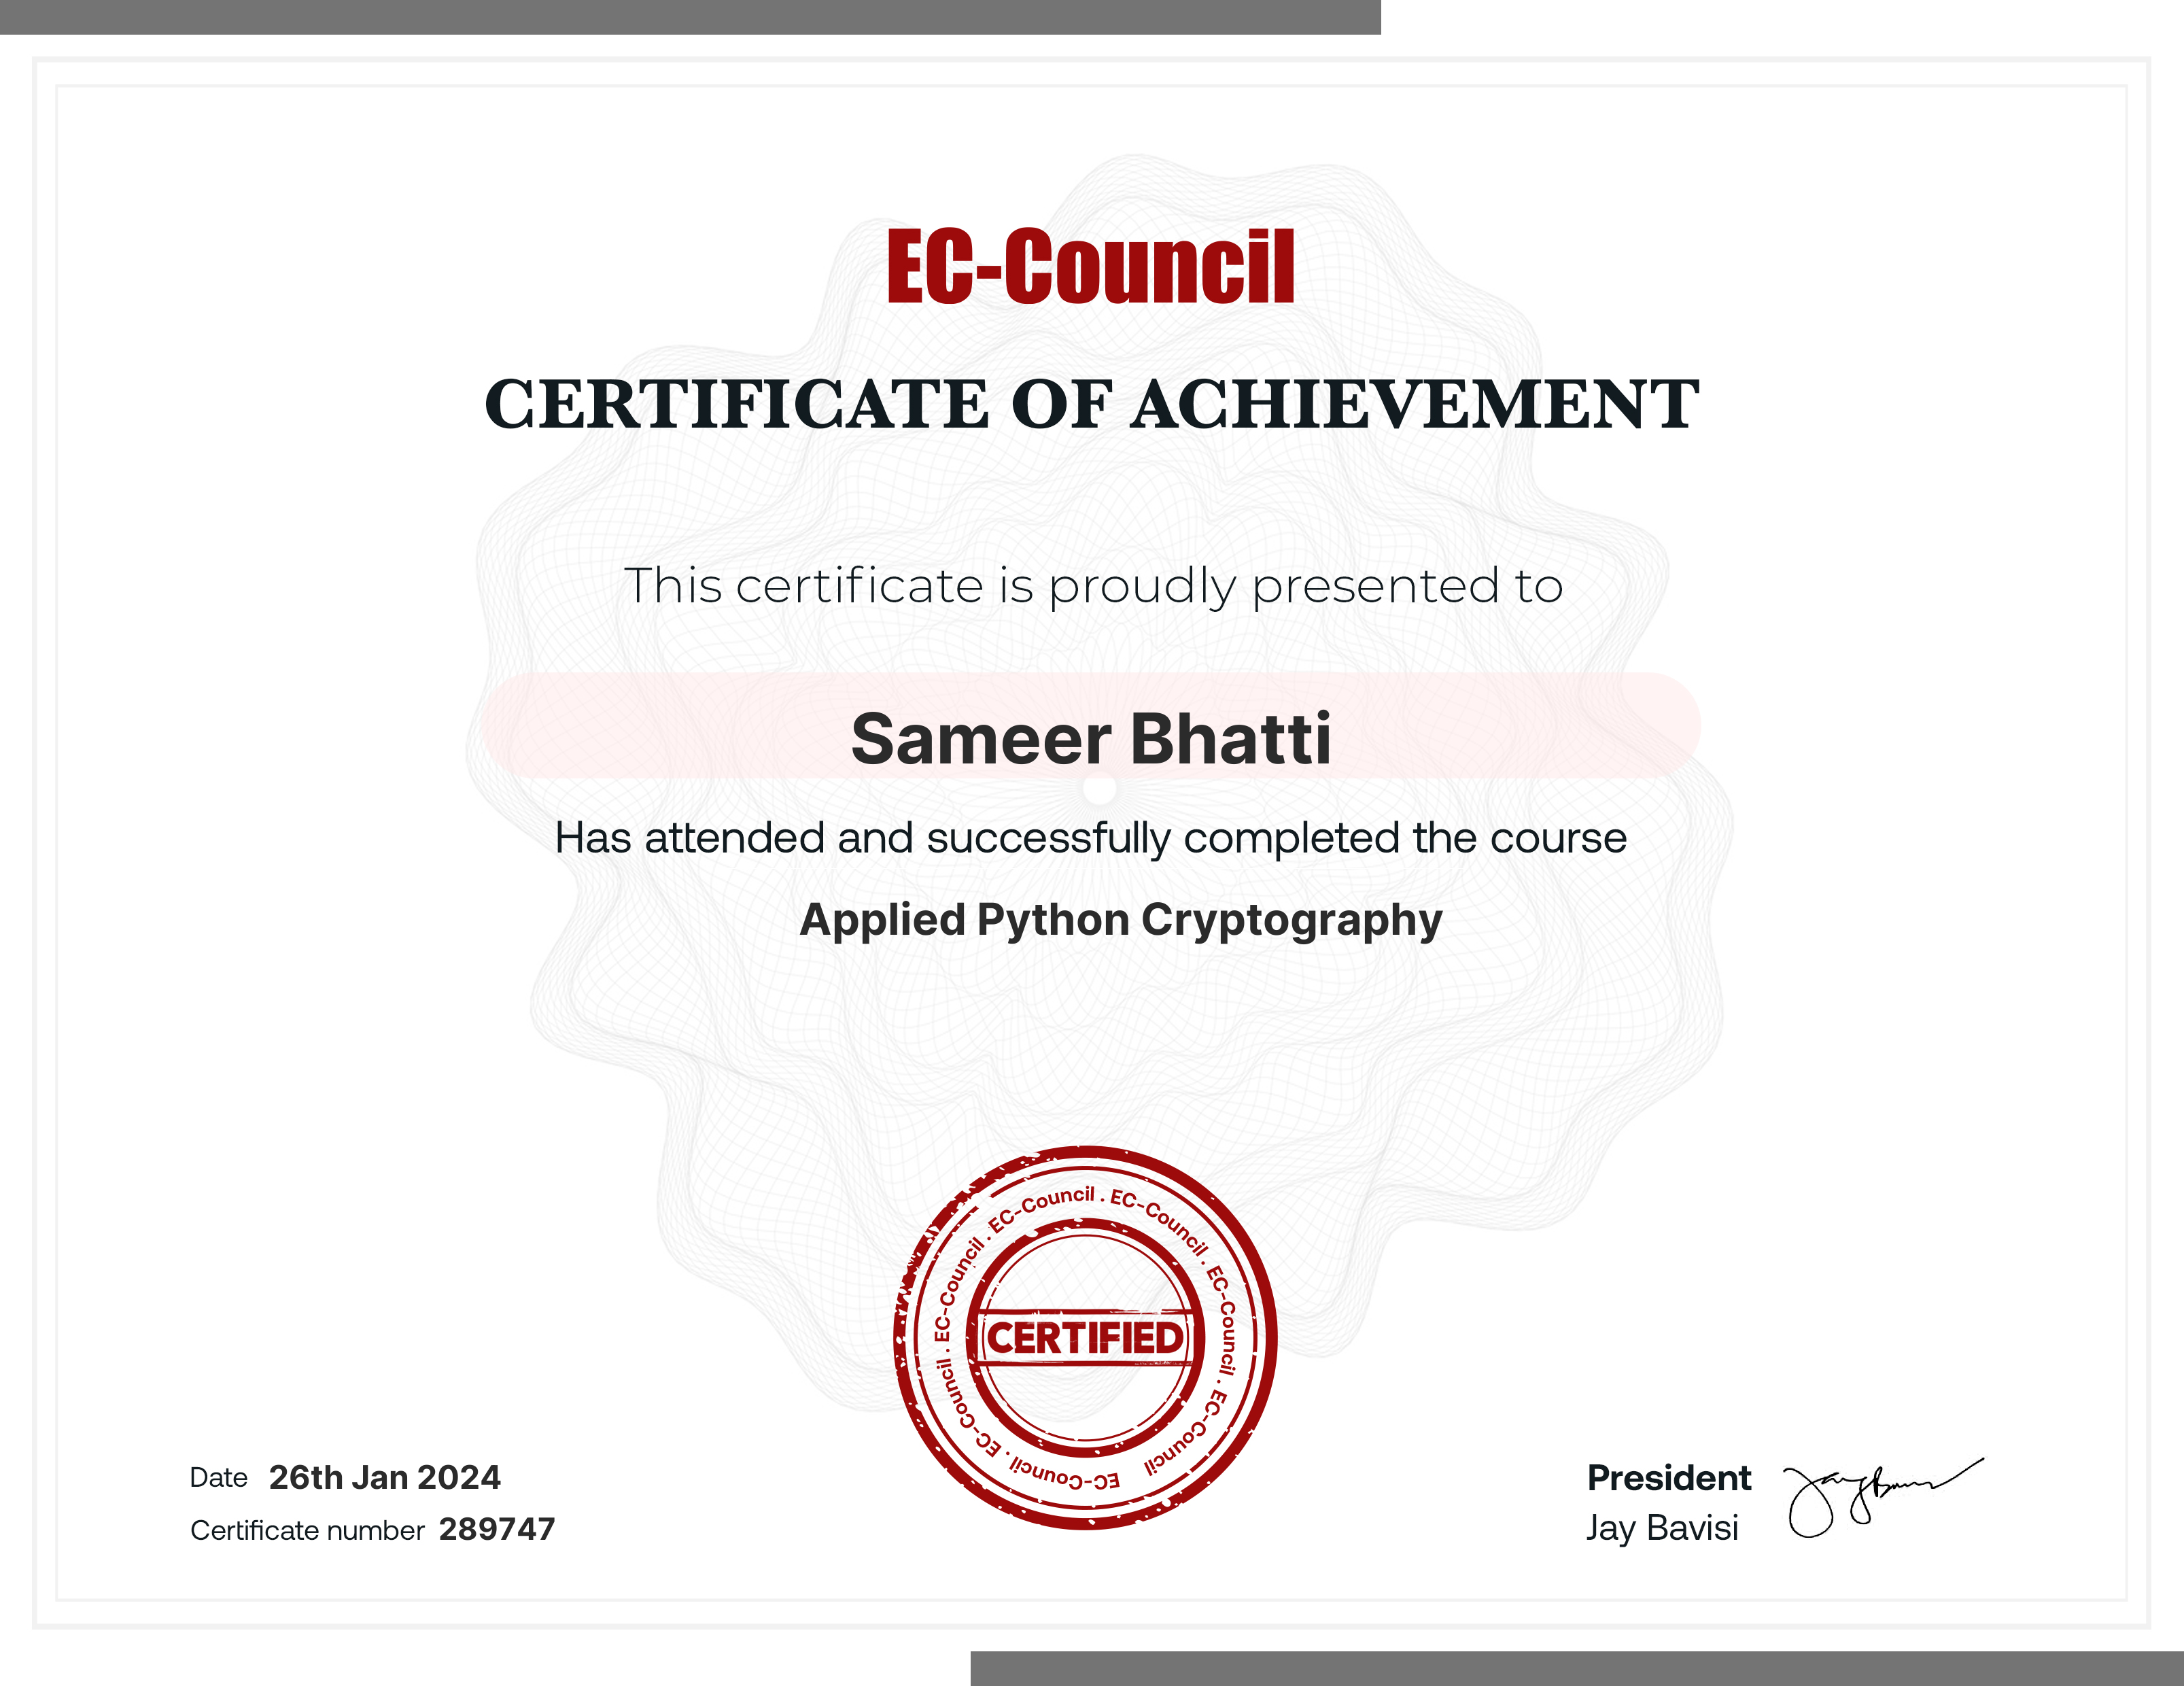 EC-Council
CERTIFICATE OF ACHIEVEMENT
This certificate is proudly presented to
Sameer Bhatti
Has attended and successfully completed the course
Applied Python Cryptography
EC-Council . EC-Council . EC-Council . EC-Council . EC-Council . EC-Council . EC-Council . EC-Council
CERTIFIED
Date 26th Jan 2024
Certificate number 289747
President
Jay Bavisi